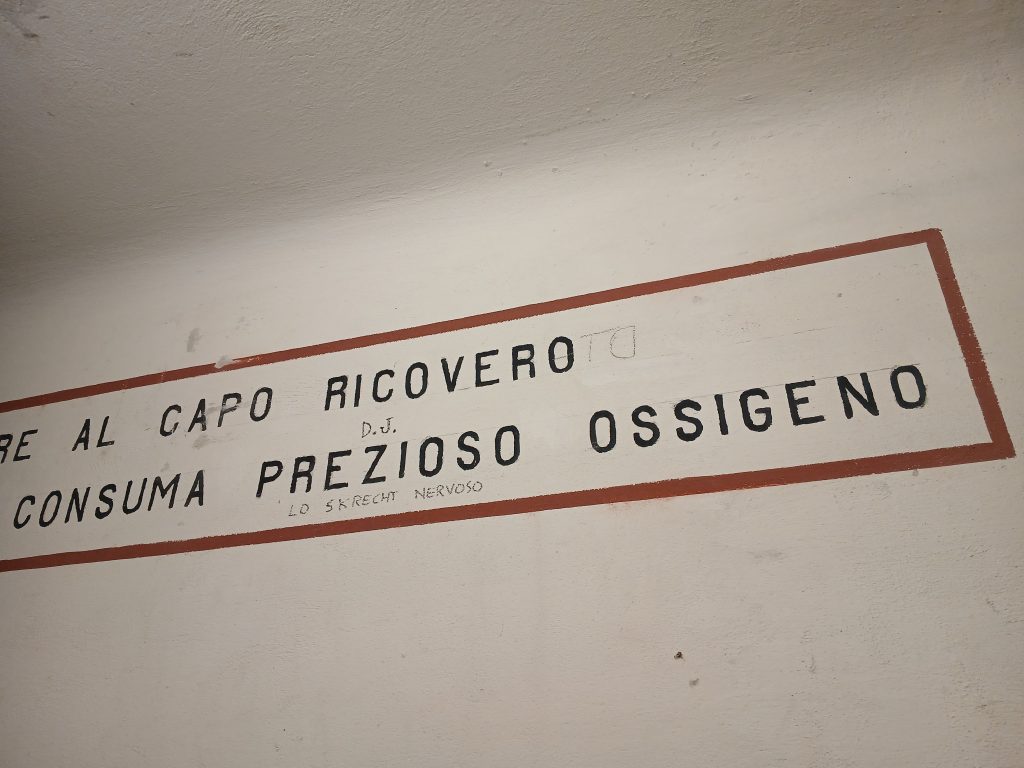 RE AL CAPO RICOVERO
D.J.
CONSUMA PREZIOSO OSSIGENO
LO SKRECHT NERVOSO